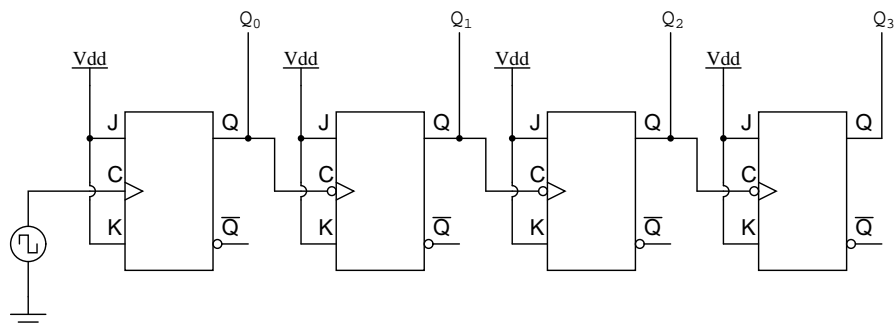 Q₀ Q₁ Q₂ Q₃
Vdd Vdd Vdd Vdd
J Q J Q J Q J Q
C C C C
K Q̅ K Q̅ K Q̅ K Q̅